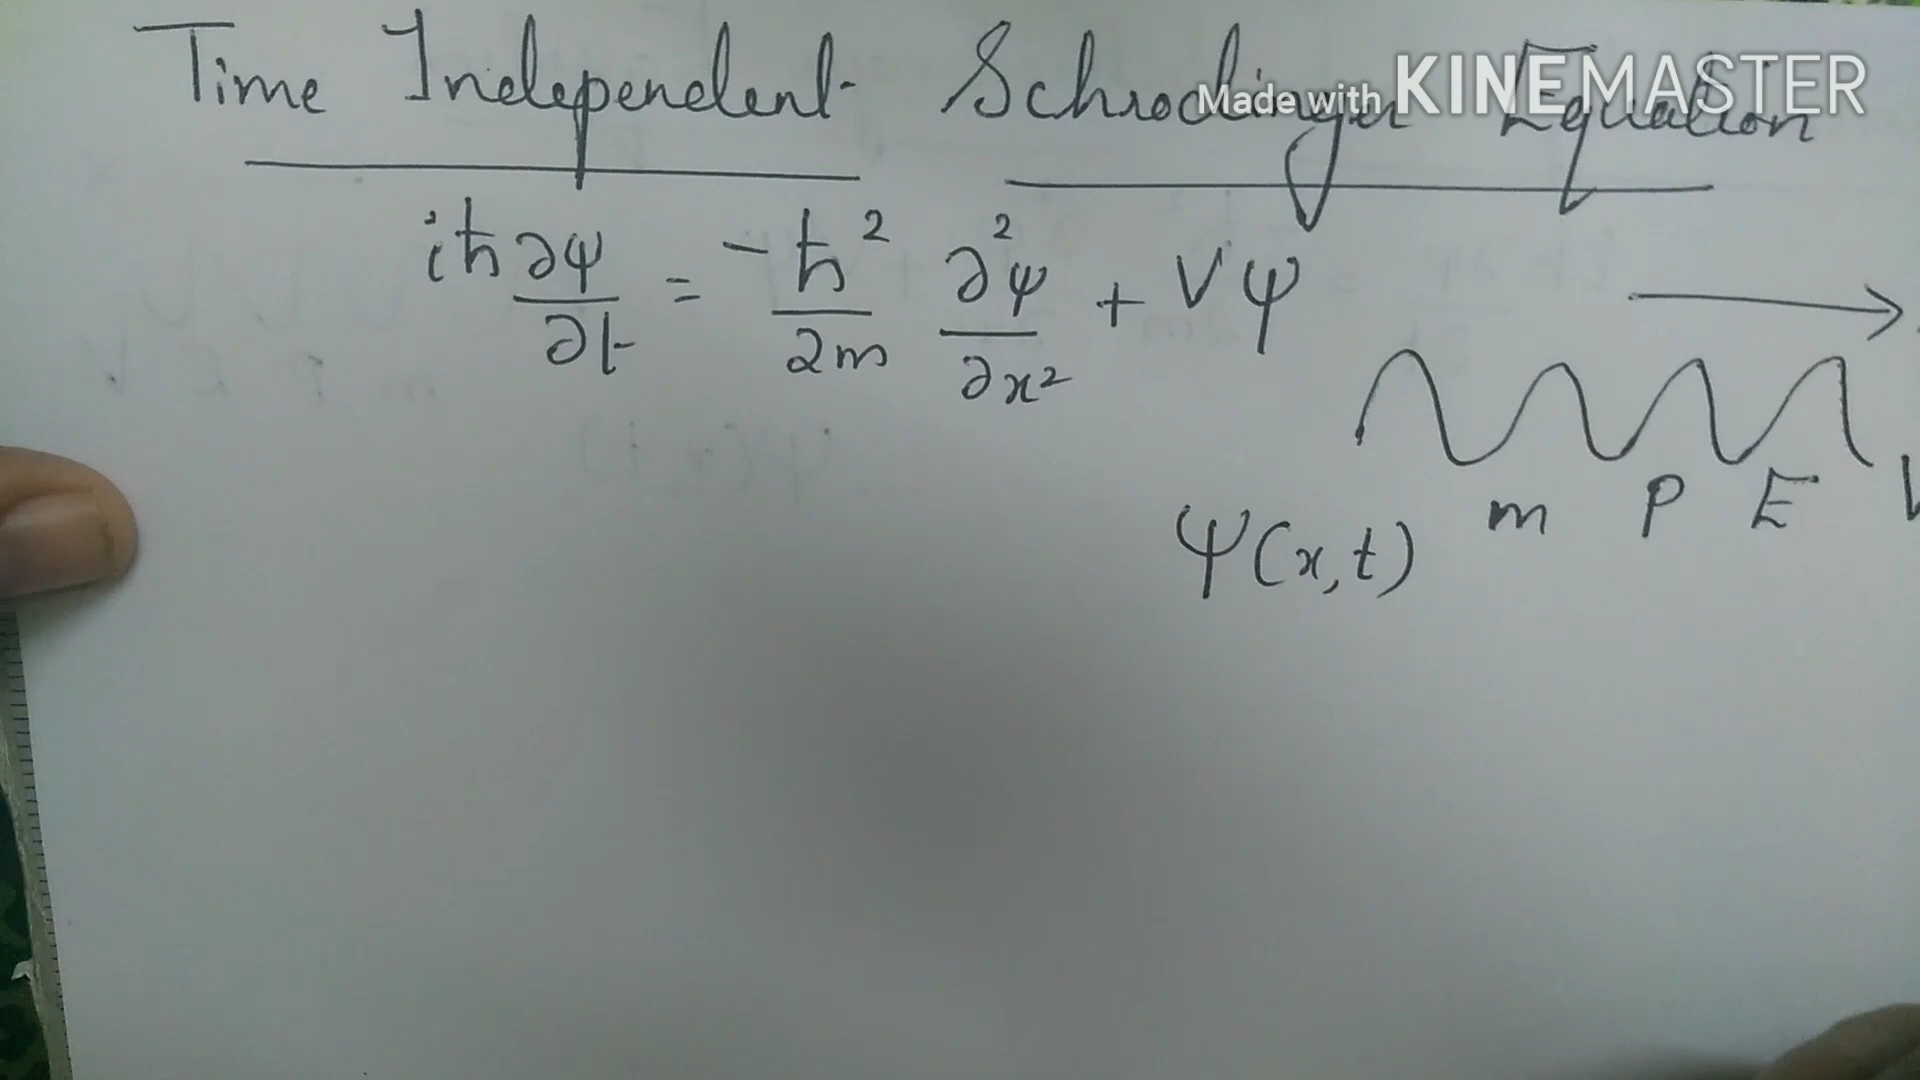 Time Independent Schrodinger Equation
Made with KINEMASTER
iħ ∂ψ/∂t = -ħ²/2m ∂²ψ/∂x² + Vψ
m P E
ψ(x,t)